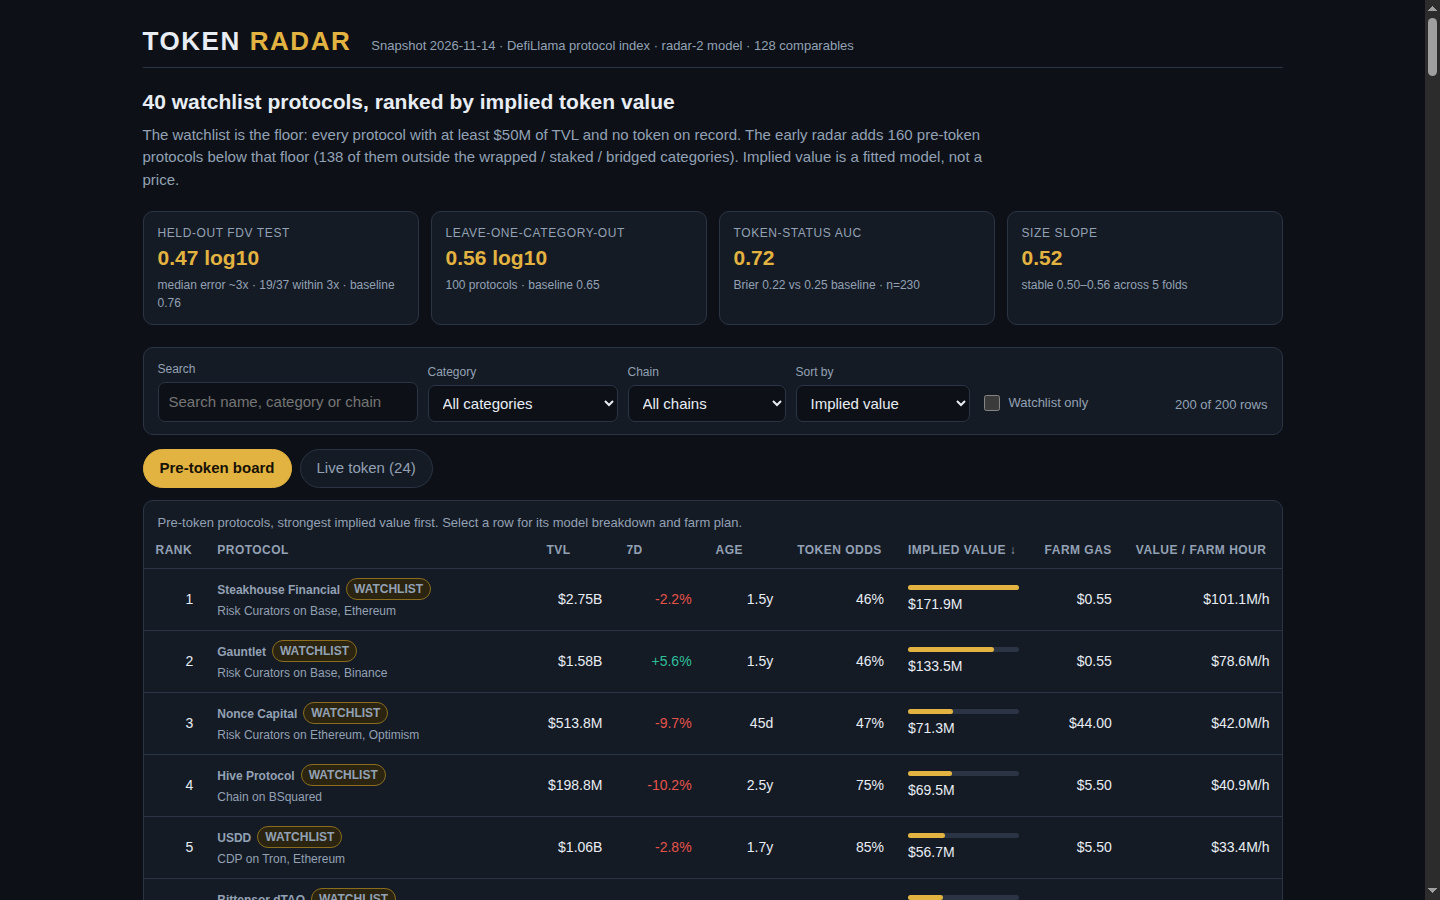 TOKEN RADAR Snapshot 2026-11-14 · DefiLlama protocol index · radar-2 model · 128 comparables
40 watchlist protocols, ranked by implied token value
The watchlist is the floor: every protocol with at least $50M of TVL and no token on record. The early radar adds 160 pre-token
protocols below that floor (138 of them outside the wrapped / staked / bridged categories). Implied value is a fitted model, not a
price.
HELD-OUT FDV TEST
0.47 log10
median error ~3x · 19/37 within 3x · baseline
0.76
LEAVE-ONE-CATEGORY-OUT
0.56 log10
100 protocols · baseline 0.65
TOKEN-STATUS AUC
0.72
Brier 0.22 vs 0.25 baseline · n=230
SIZE SLOPE
0.52
stable 0.50–0.56 across 5 folds
Search
Search name, category or chain
Category
All categories
Chain
All chains
Sort by
Implied value
Watchlist only
200 of 200 rows
Pre-token board
Live token (24)
Pre-token protocols, strongest implied value first. Select a row for its model breakdown and farm plan.
RANK PROTOCOL TVL 7D AGE TOKEN ODDS IMPLIED VALUE ↓ FARM GAS VALUE / FARM HOUR
1 Steakhouse Financial WATCHLIST $2.75B -2.2% 1.5y 46% $171.9M $0.55 $101.1M/h
Risk Curators on Base, Ethereum
2 Gauntlet WATCHLIST $1.58B +5.6% 1.5y 46% $133.5M $0.55 $78.6M/h
Risk Curators on Base, Binance
3 Nonce Capital WATCHLIST $513.8M -9.7% 45d 47% $71.3M $44.00 $42.0M/h
Risk Curators on Ethereum, Optimism
4 Hive Protocol WATCHLIST $198.8M -10.2% 2.5y 75% $69.5M $5.50 $40.9M/h
Chain on BSquared
5 USDD WATCHLIST $1.06B -2.8% 1.7y 85% $56.7M $5.50 $33.4M/h
CDP on Tron, Ethereum
Bittensor dTAO WATCHLIST